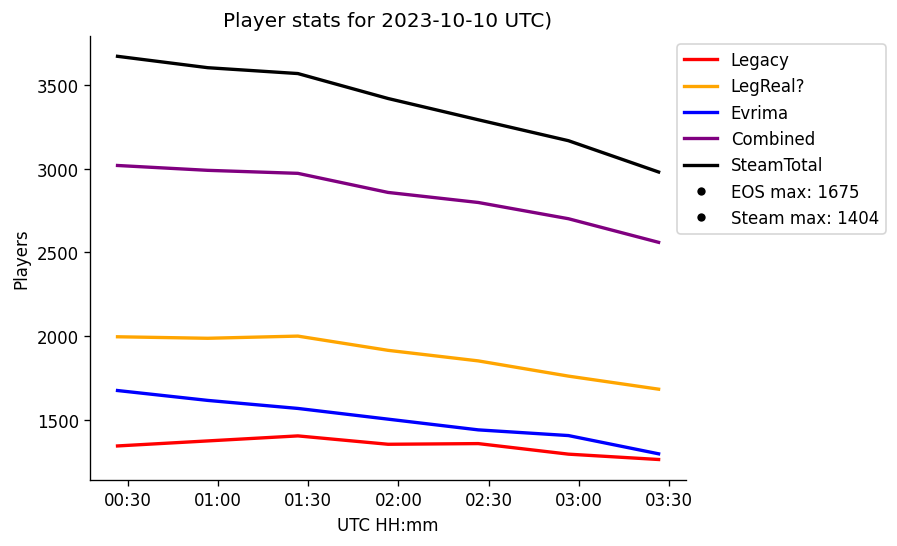 Player stats for 2023-10-10 UTC)
Legacy
LegReal?
Evrima
Combined
SteamTotal
EOS max: 1675
Steam max: 1404
Players
3500
3000
2500
2000
1500
00:30 01:00 01:30 02:00 02:30 03:00 03:30
UTC HH:mm